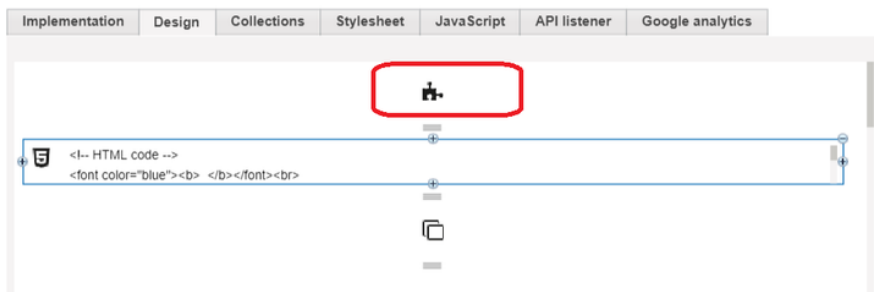 Implementation Design Collections Stylesheet JavaScript API listener Google analytics
<!-- HTML code -->
<font color="blue"><b> </b></font><br>